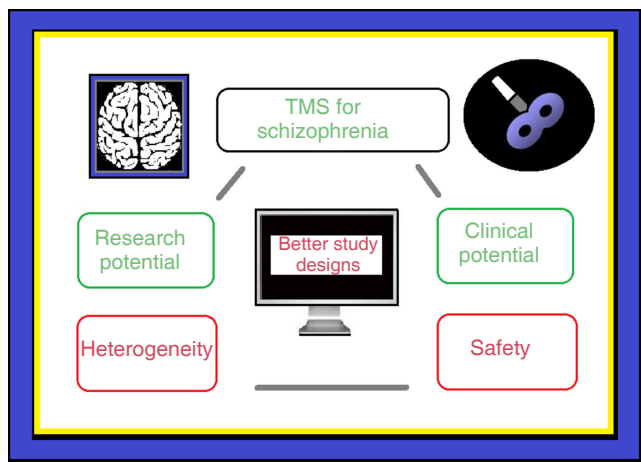 TMS for
schizophrenia
Research
potential
Better study
designs
Clinical
potential
Heterogeneity
Safety